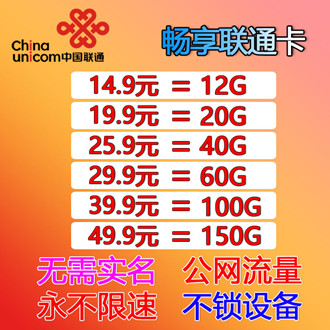 China
unicom中国联通
畅享联通卡
14.9元 = 12G
19.9元 = 20G
25.9元 = 40G
29.9元 = 60G
39.9元 = 100G
49.9元 = 150G
无需实名 公网流量
永不限速 不锁设备